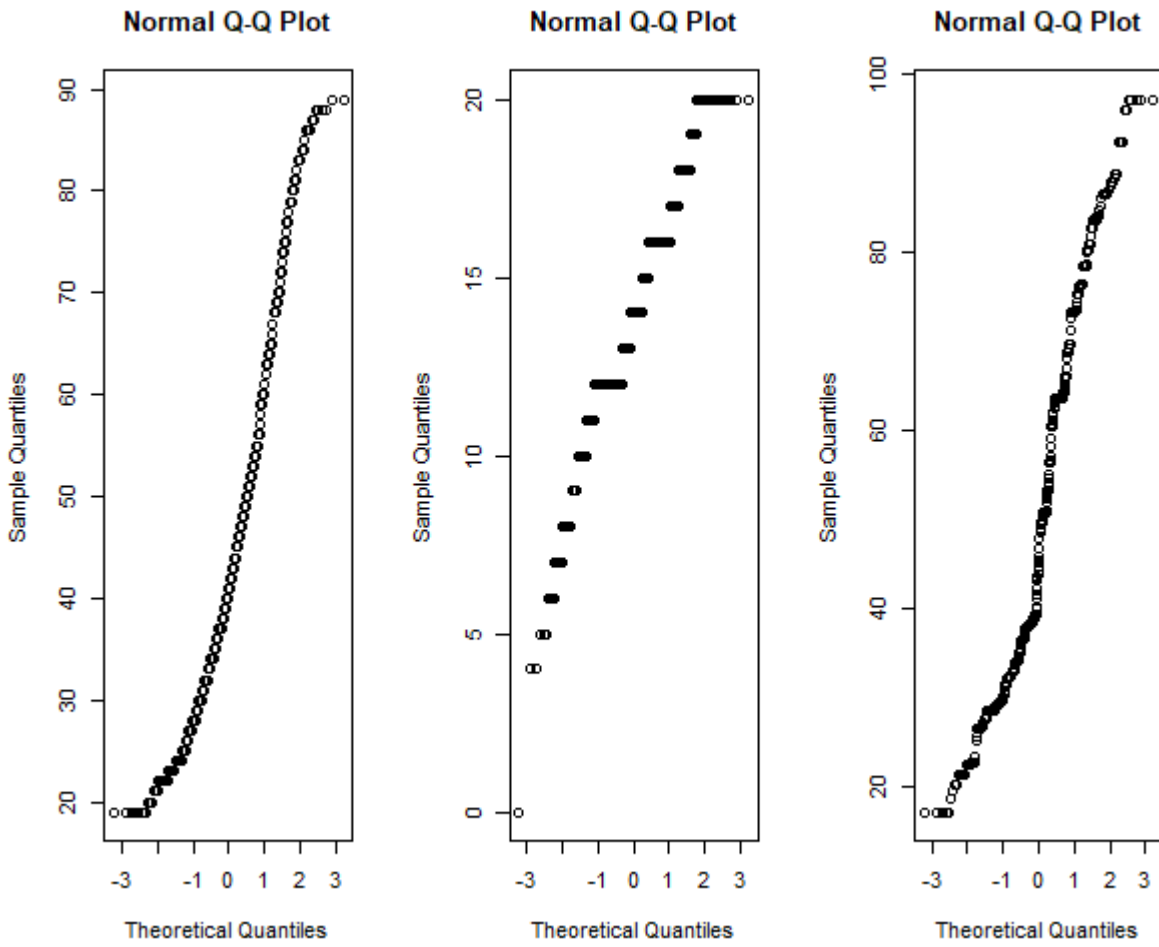 Normal Q-Q Plot
Sample Quantiles
90
80
70
60
50
40
30
20
-3 -1 0 1 2 3
Theoretical Quantiles
Normal Q-Q Plot
Sample Quantiles
20
15
10
5
0
-3 -1 0 1 2 3
Theoretical Quantiles
Normal Q-Q Plot
Sample Quantiles
100
80
60
40
20
-3 -1 0 1 2 3
Theoretical Quantiles